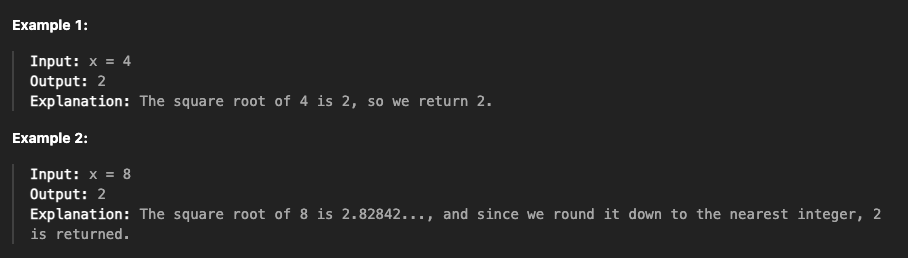 Example 1:
Input: x = 4
Output: 2
Explanation: The square root of 4 is 2, so we return 2.
Example 2:
Input: x = 8
Output: 2
Explanation: The square root of 8 is 2.82842..., and since we round it down to the nearest integer, 2
is returned.